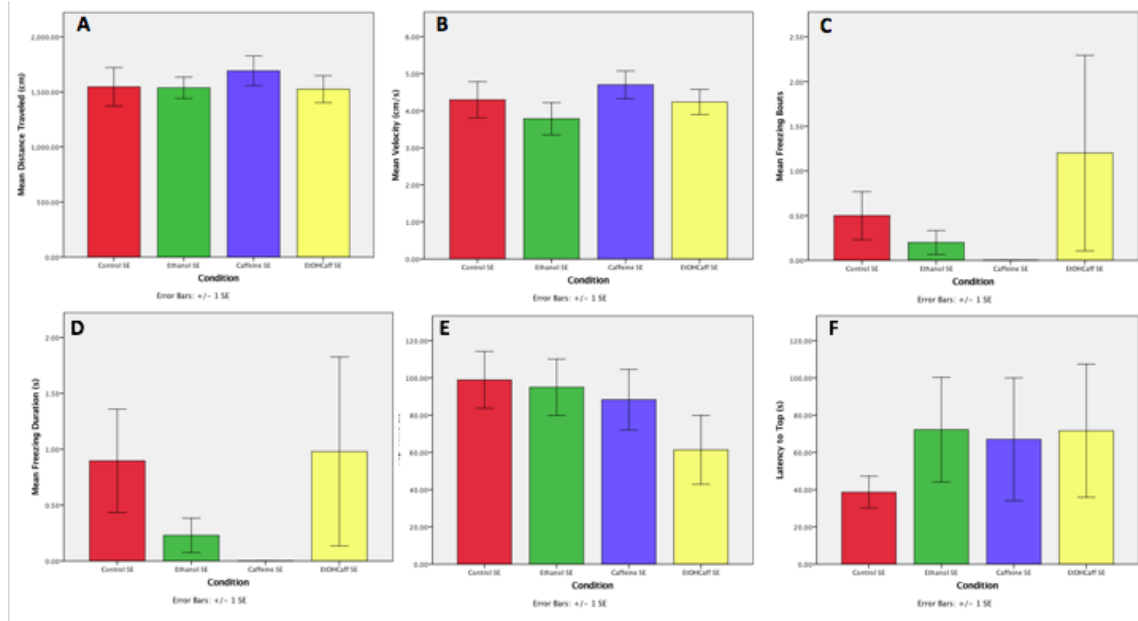 A
Mean Distance Traveled (cm)
2,000.00
1,500.00
1,000.00
500.00
0.00
Control SE Ethanol SE Caffeine SE EtOHCaff SE
Condition
Error Bars: +/- 1 SE
B
Mean Velocity (cm/s)
6.00
5.00
4.00
3.00
2.00
1.00
0.00
Control SE Ethanol SE Caffeine SE EtOHCaff SE
Condition
Error Bars: +/- 1 SE
C
Mean Freezing Bouts
2.50
2.00
1.50
1.00
0.50
0.00
Control SE Ethanol SE Caffeine SE EtOHCaff SE
Condition
Error Bars: +/- 1 SE
D
Mean Freezing Duration (s)
2.00
1.50
1.00
0.50
0.00
Control SE Ethanol SE Caffeine SE EtOHCaff SE
Condition
Error Bars: +/- 1 SE
E
120.00
100.00
80.00
60.00
40.00
20.00
0.00
Control SE Ethanol SE Caffeine SE EtOHCaff SE
Condition
Error Bars: +/- 1 SE
F
Latency to Top (s)
120.00
100.00
80.00
60.00
40.00
20.00
0.00
Control SE Ethanol SE Caffeine SE EtOHCaff SE
Condition
Error Bars: +/- 1 SE